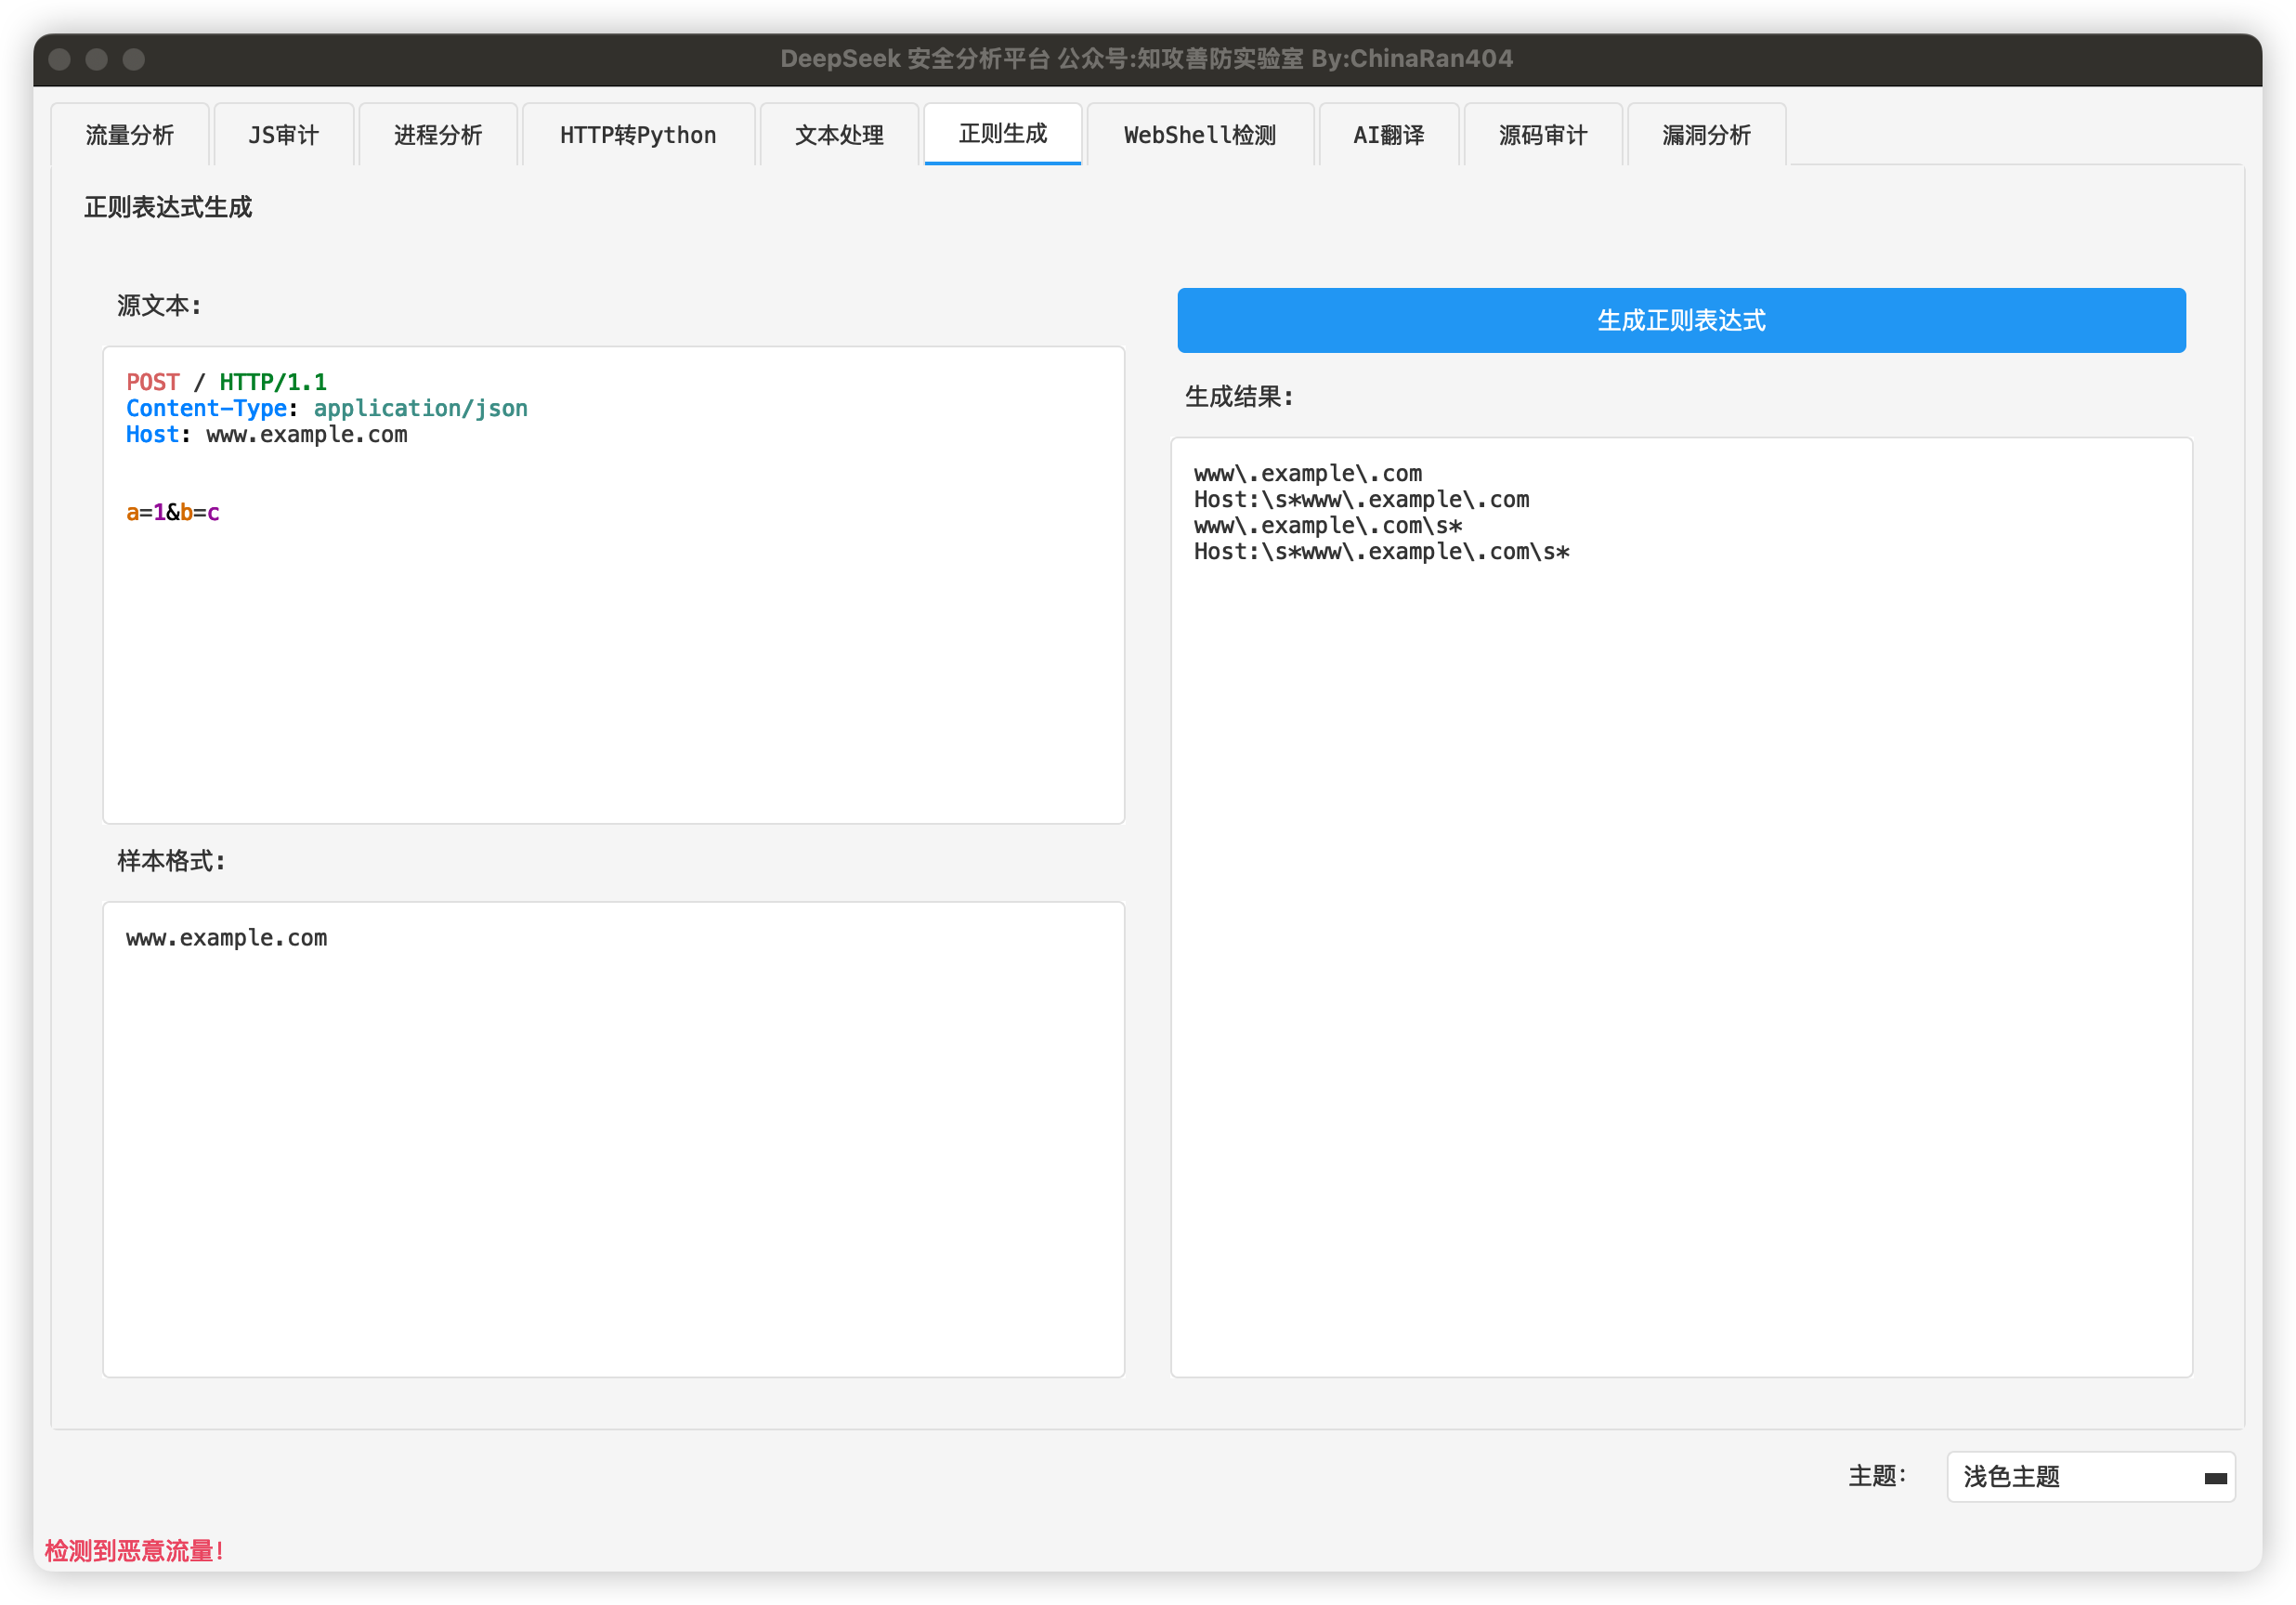 DeepSeek 安全分析平台 公众号:知攻善防实验室 By:ChinaRan404
流量分析 JS审计 进程分析 HTTP转Python 文本处理 正则生成 WebShell检测 AI翻译 源码审计 漏洞分析
正则表达式生成
源文本:
POST / HTTP/1.1
Content-Type: application/json
Host: www.example.com
a=1&b=c
样本格式:
www.example.com
生成正则表达式
生成结果:
www\.example\.com
Host:\s*www\.example\.com
www\.example\.com\s*
Host:\s*www\.example\.com\s*
主题: 浅色主题
检测到恶意流量!